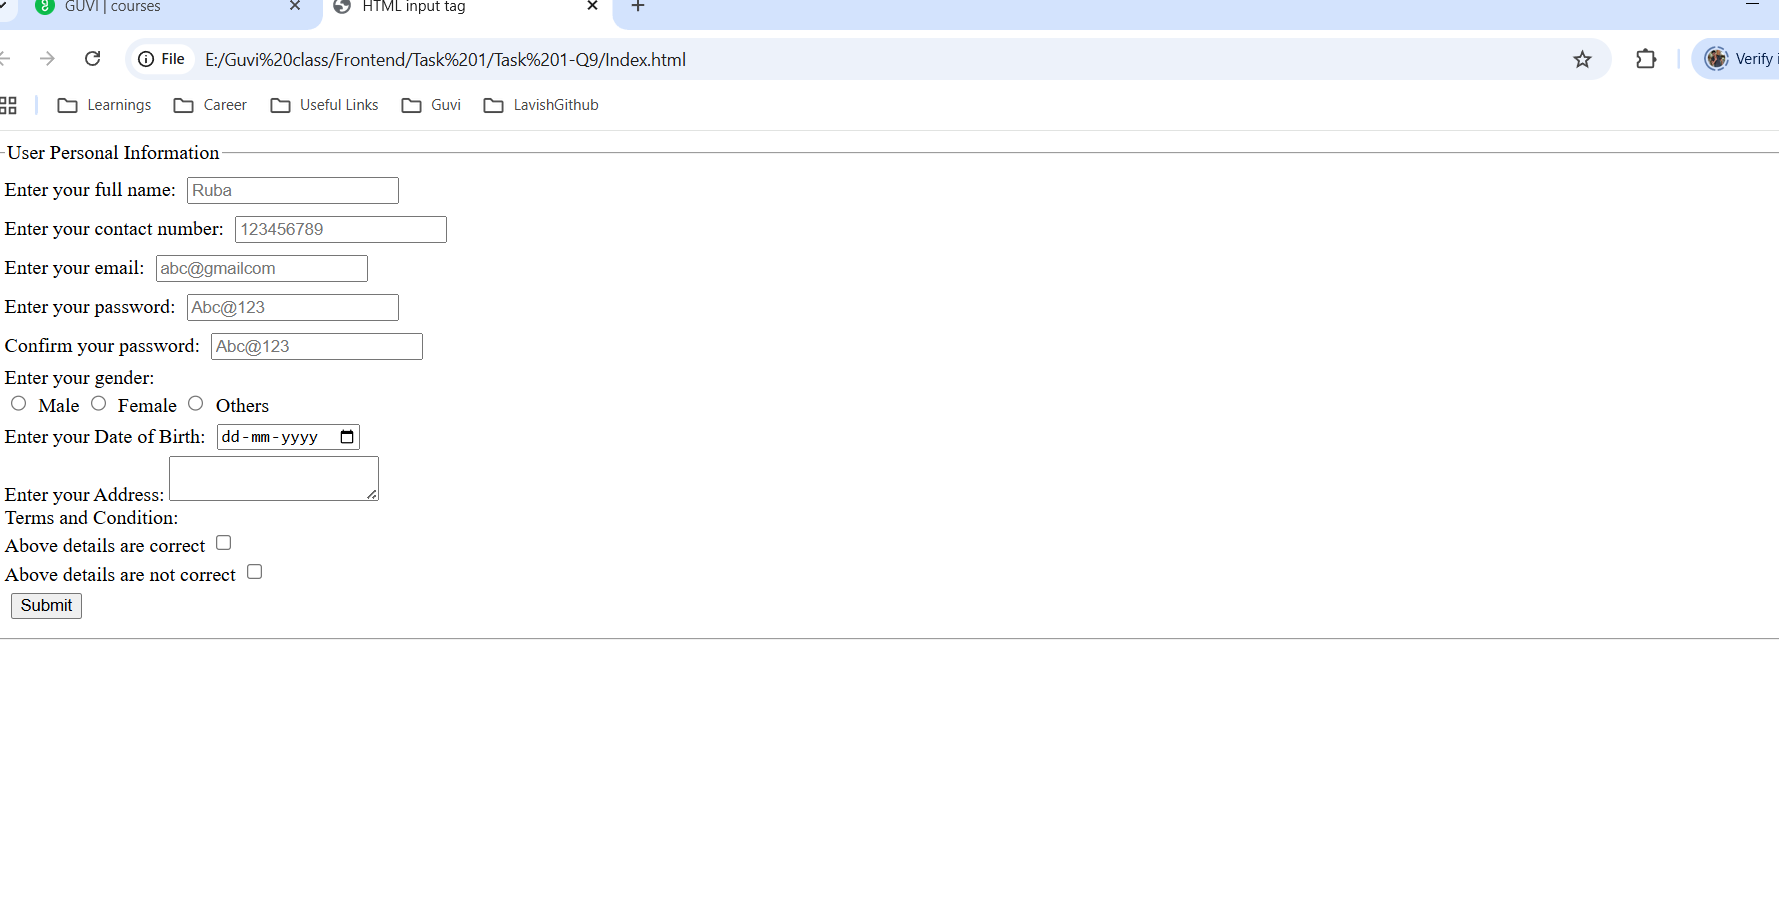 GUVI | courses
HTML input tag
File E:/Guvi%20class/Frontend/Task%201/Task%201-Q9/Index.html Verify i
Learnings Career Useful Links Guvi LavishGithub
User Personal Information
Enter your full name: Ruba
Enter your contact number: 123456789
Enter your email: abc@gmailcom
Enter your password: Abc@123
Confirm your password: Abc@123
Enter your gender:
Male Female Others
Enter your Date of Birth: dd-mm-yyyy
Enter your Address:
Terms and Condition:
Above details are correct
Above details are not correct
Submit